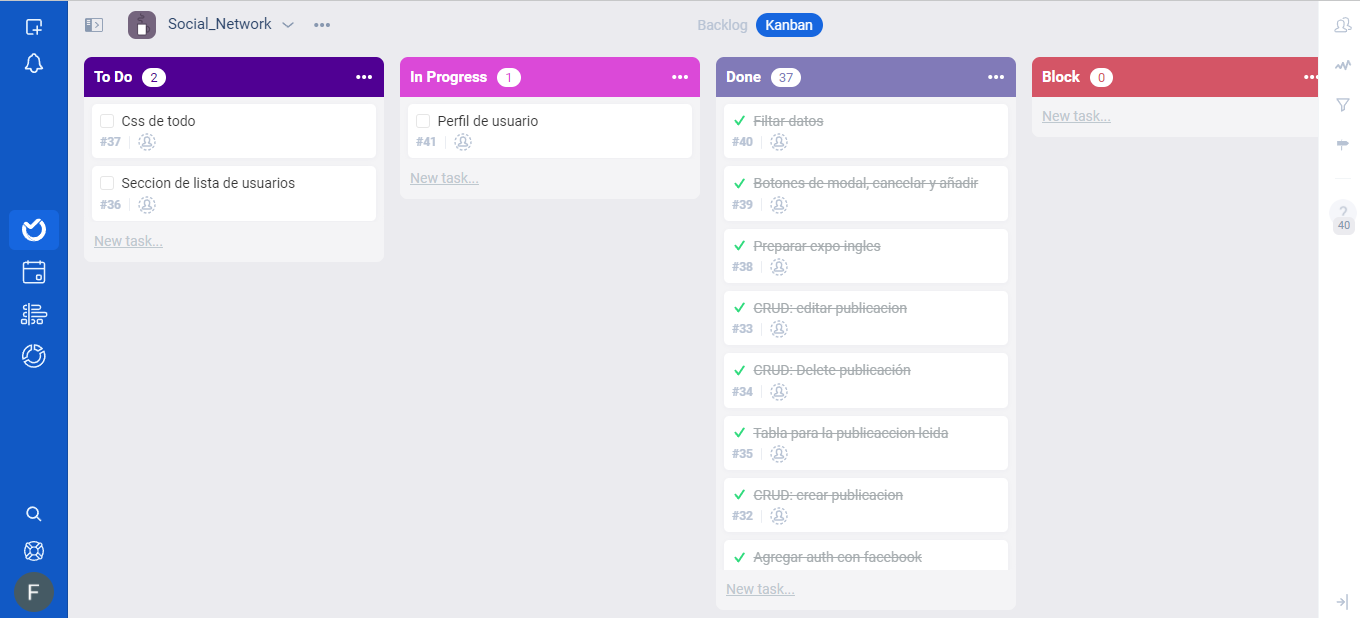 Social_Network
Backlog Kanban
To Do 2
Css de todo
#37
Seccion de lista de usuarios
#36
New task...
In Progress 1
Perfil de usuario
#41
New task...
Done 37
Filtar datos
#40
Botones de modal, cancelar y añadir
#39
Preparar expo ingles
#38
CRUD: editar publicacion
#33
CRUD: Delete publicación
#34
Tabla para la publicaccion leida
#35
CRUD: crear publicacion
#32
Agregar auth con facebook
New task...
Block 0
New task...
?
40
F